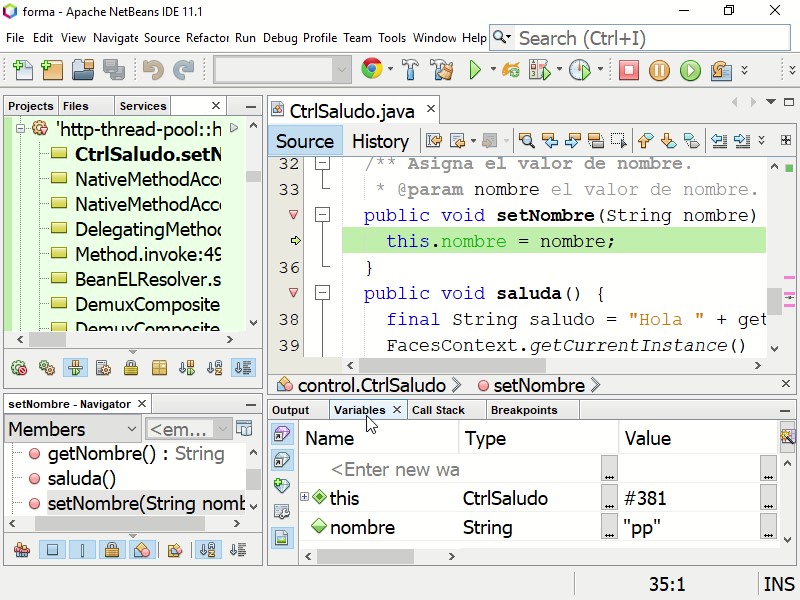 forma - Apache NetBeans IDE 11.1
File Edit View Navigate Source Refactor Run Debug Profile Team Tools Window Help
Search (Ctrl+I)
Projects Files Services
'http-thread-pool::h
CtrlSaludo.setN
NativeMethodAcce
NativeMethodAcce
DelegatingMethod
Method.invoke:49
BeanELResolver.s
DemuxComposite
DemuxComposite
setNombre - Navigator
Members <em...
getNombre() : String
saluda()
setNombre(String nomb
CtrlSaludo.java
Source History
32 /** Asigna el valor de nombre.
33 * @param nombre el valor de nombre.
public void setNombre(String nombre)
this.nombre = nombre;
36 }
public void saluda() {
38 final String saludo = "Hola " + get
39 FacesContext.getCurrentInstance()
control.CtrlSaludo setNombre
Output Variables Call Stack Breakpoints
Name Type Value
<Enter new wa ... ...
this CtrlSaludo ... #381 ...
nombre String ... "pp" ...
35:1 INS